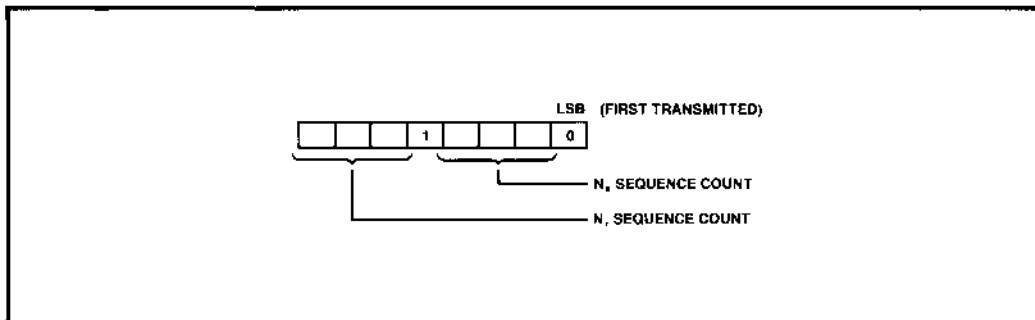 LSB (FIRST TRANSMITTED)
1 0
N, SEQUENCE COUNT
N, SEQUENCE COUNT